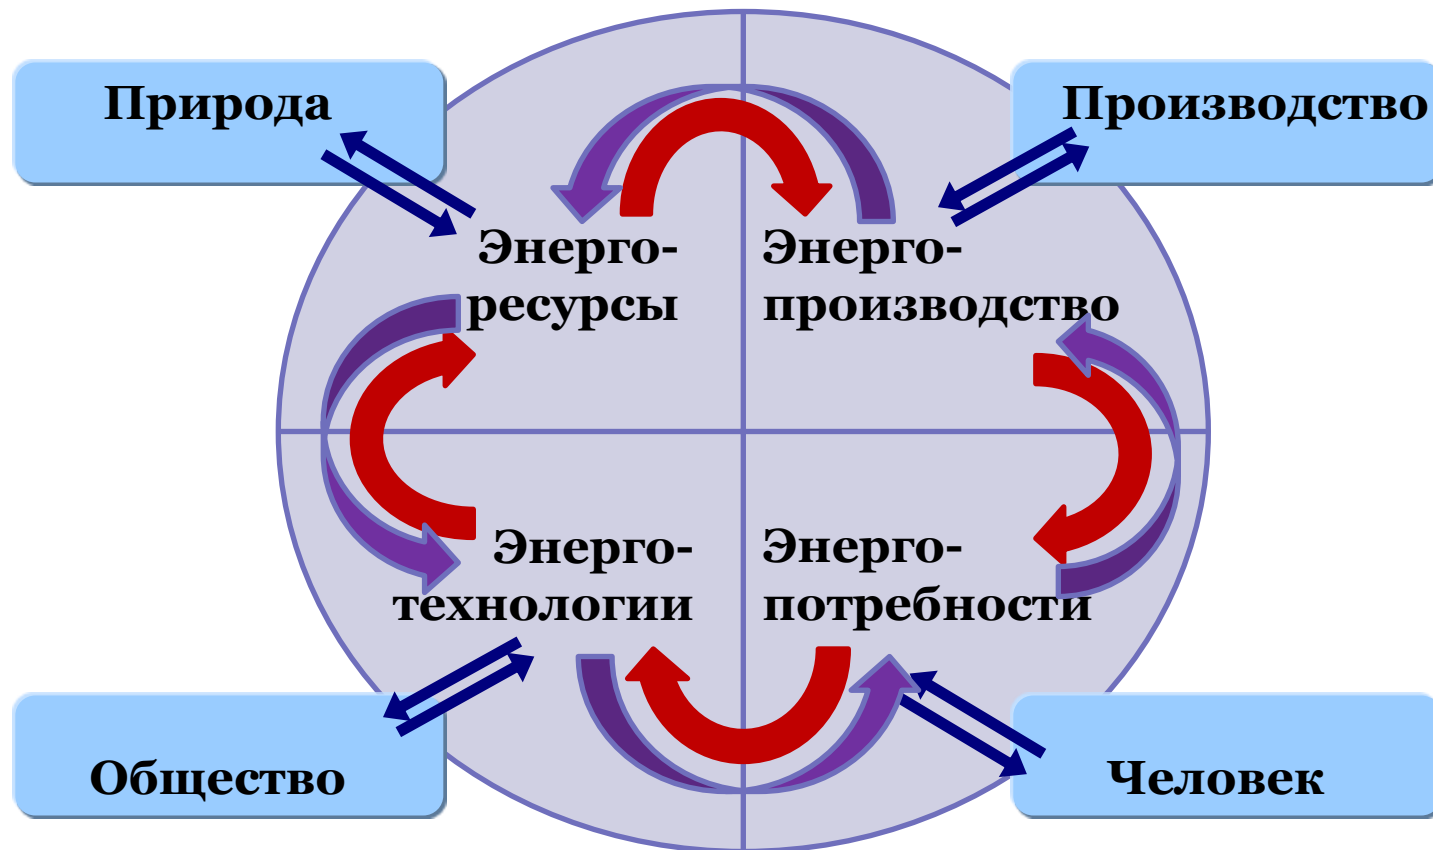 Природа
Производство
Энерго-
ресурсы
Энерго-
производство
Энерго-
технологии
Энерго-
потребности
Общество
Человек